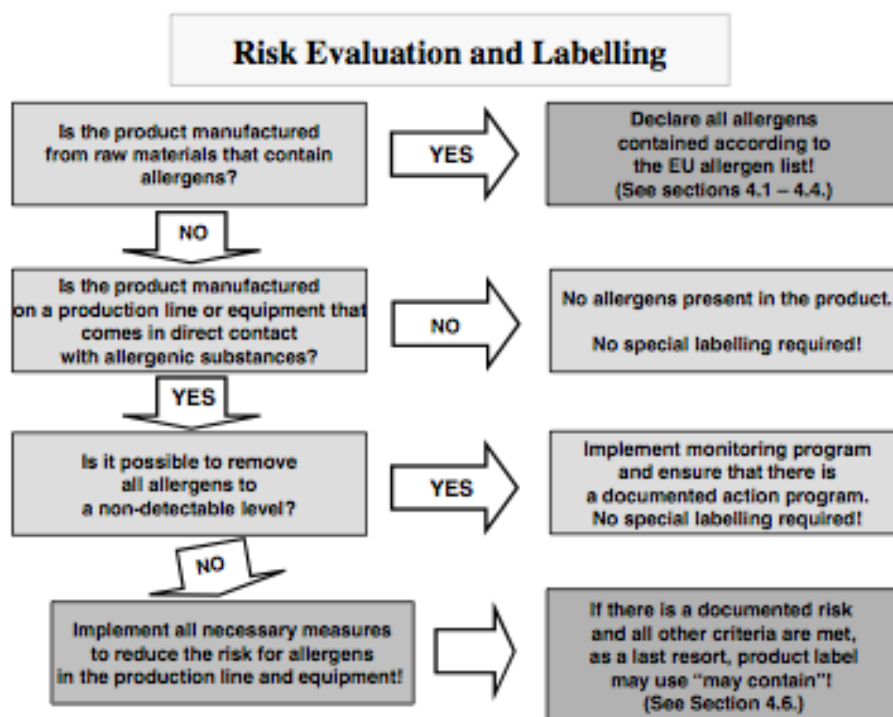 Risk Evaluation and Labelling
Is the product manufactured
from raw materials that contain
allergens?
YES
Declare all allergens
contained according to
the EU allergen list!
(See sections 4.1 – 4.4.)
NO
Is the product manufactured
on a production line or equipment that
comes in direct contact
with allergenic substances?
NO
No allergens present in the product.
No special labelling required!
YES
Is it possible to remove
all allergens to
a non-detectable level?
YES
Implement monitoring program
and ensure that there is
a documented action program.
No special labelling required!
NO
Implement all necessary measures
to reduce the risk for allergens
in the production line and equipment!
If there is a documented risk
and all other criteria are met,
as a last resort, product label
may use “may contain”!
(See Section 4.6.)